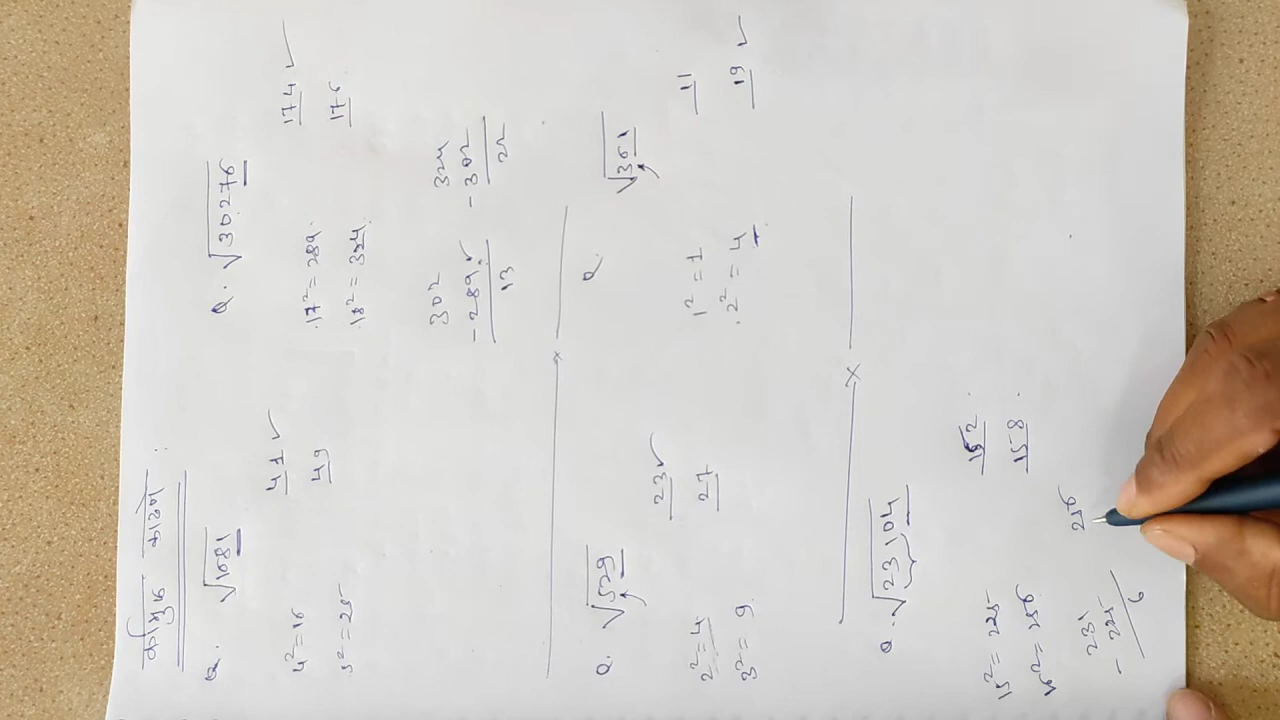 वर्गमुळ काढणे :
Q. √1681
4² = 16
5² = 25
41 ✓
49
Q. √30276
17² = 289
18² = 324
174 ✓
176
302
- 289 ✓
13
324
- 302
22
Q. √529
2² = 4
3² = 9
23 ✓
27
Q. √361
1² = 1
2² = 4
11
19 ✓
Q. √23104
15² = 225
16² = 256
152
158
231
- 225
6
256